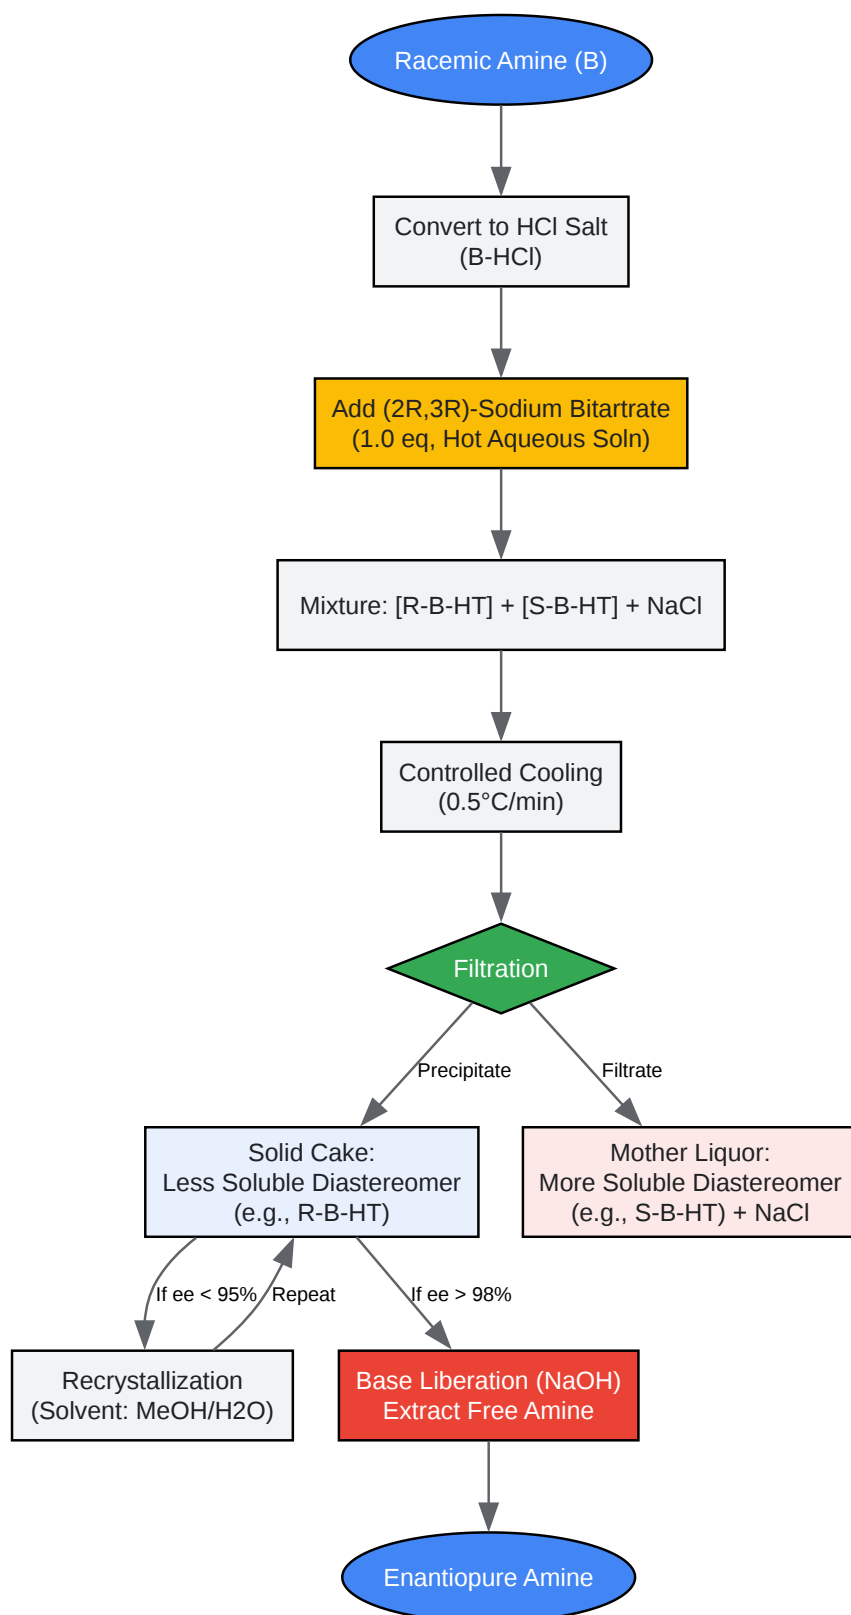 Racemic Amine (B)
Convert to HCl Salt
(B-HCl)
Add (2R,3R)-Sodium Bitartrate
(1.0 eq, Hot Aqueous Soln)
Mixture: [R-B-HT] + [S-B-HT] + NaCl
Controlled Cooling
(0.5°C/min)
Filtration
Precipitate
Filtrate
Solid Cake:
Less Soluble Diastereomer
(e.g., R-B-HT)
Mother Liquor:
More Soluble Diastereomer
(e.g., S-B-HT) + NaCl
If ee < 95%
Repeat
If ee > 98%
Recrystallization
(Solvent: MeOH/H2O)
Base Liberation (NaOH)
Extract Free Amine
Enantiopure Amine